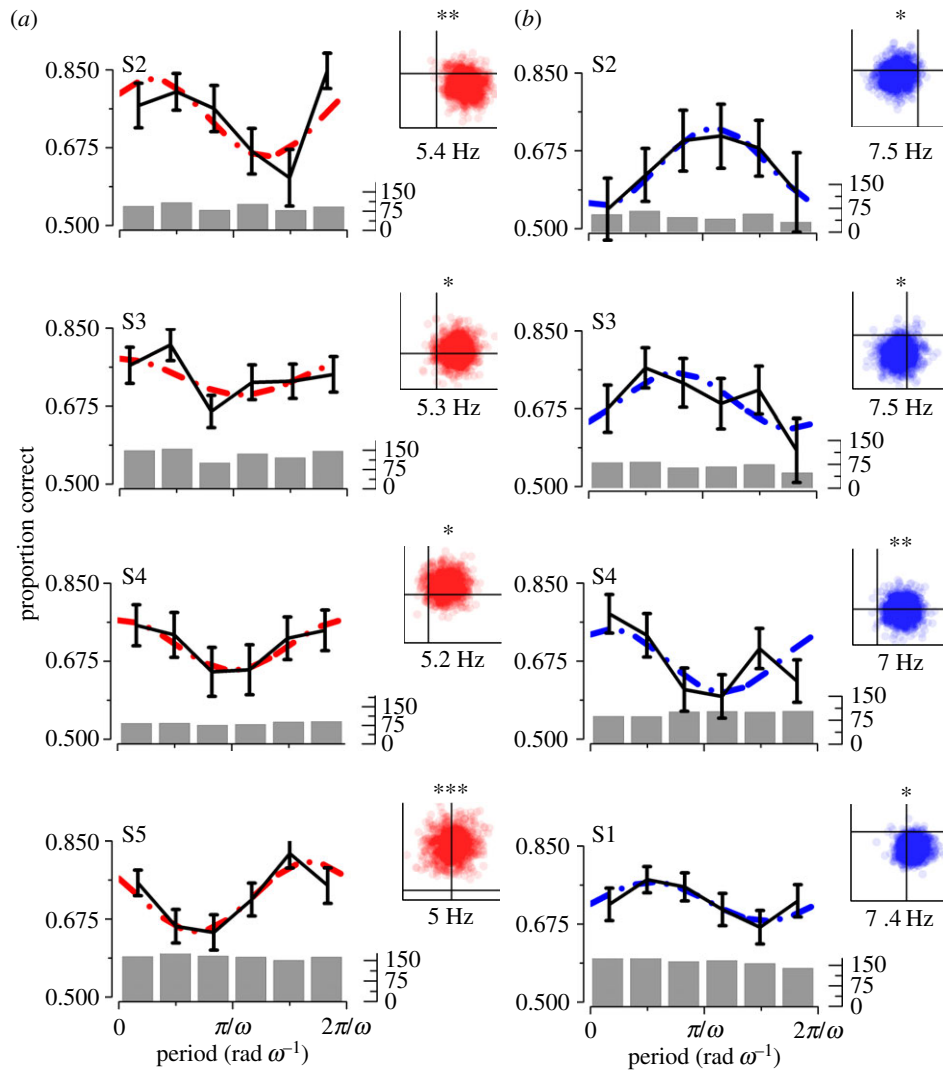 (a)
S2
**
0.850
0.675
0.500
150
75
0
5.4 Hz
S3
*
0.850
0.675
0.500
150
75
0
5.3 Hz
S4
*
0.850
0.675
0.500
150
75
0
5.2 Hz
S5
***
0.850
0.675
0.500
150
75
0
5 Hz
proportion correct
0 π/ω 2π/ω
period (rad ω⁻¹)
(b)
S2
*
0.850
0.675
0.500
150
75
0
7.5 Hz
S3
*
0.850
0.675
0.500
150
75
0
7.5 Hz
S4
**
0.850
0.675
0.500
150
75
0
7 Hz
S1
*
0.850
0.675
0.500
150
75
0
7.4 Hz
0 π/ω 2π/ω
period (rad ω⁻¹)